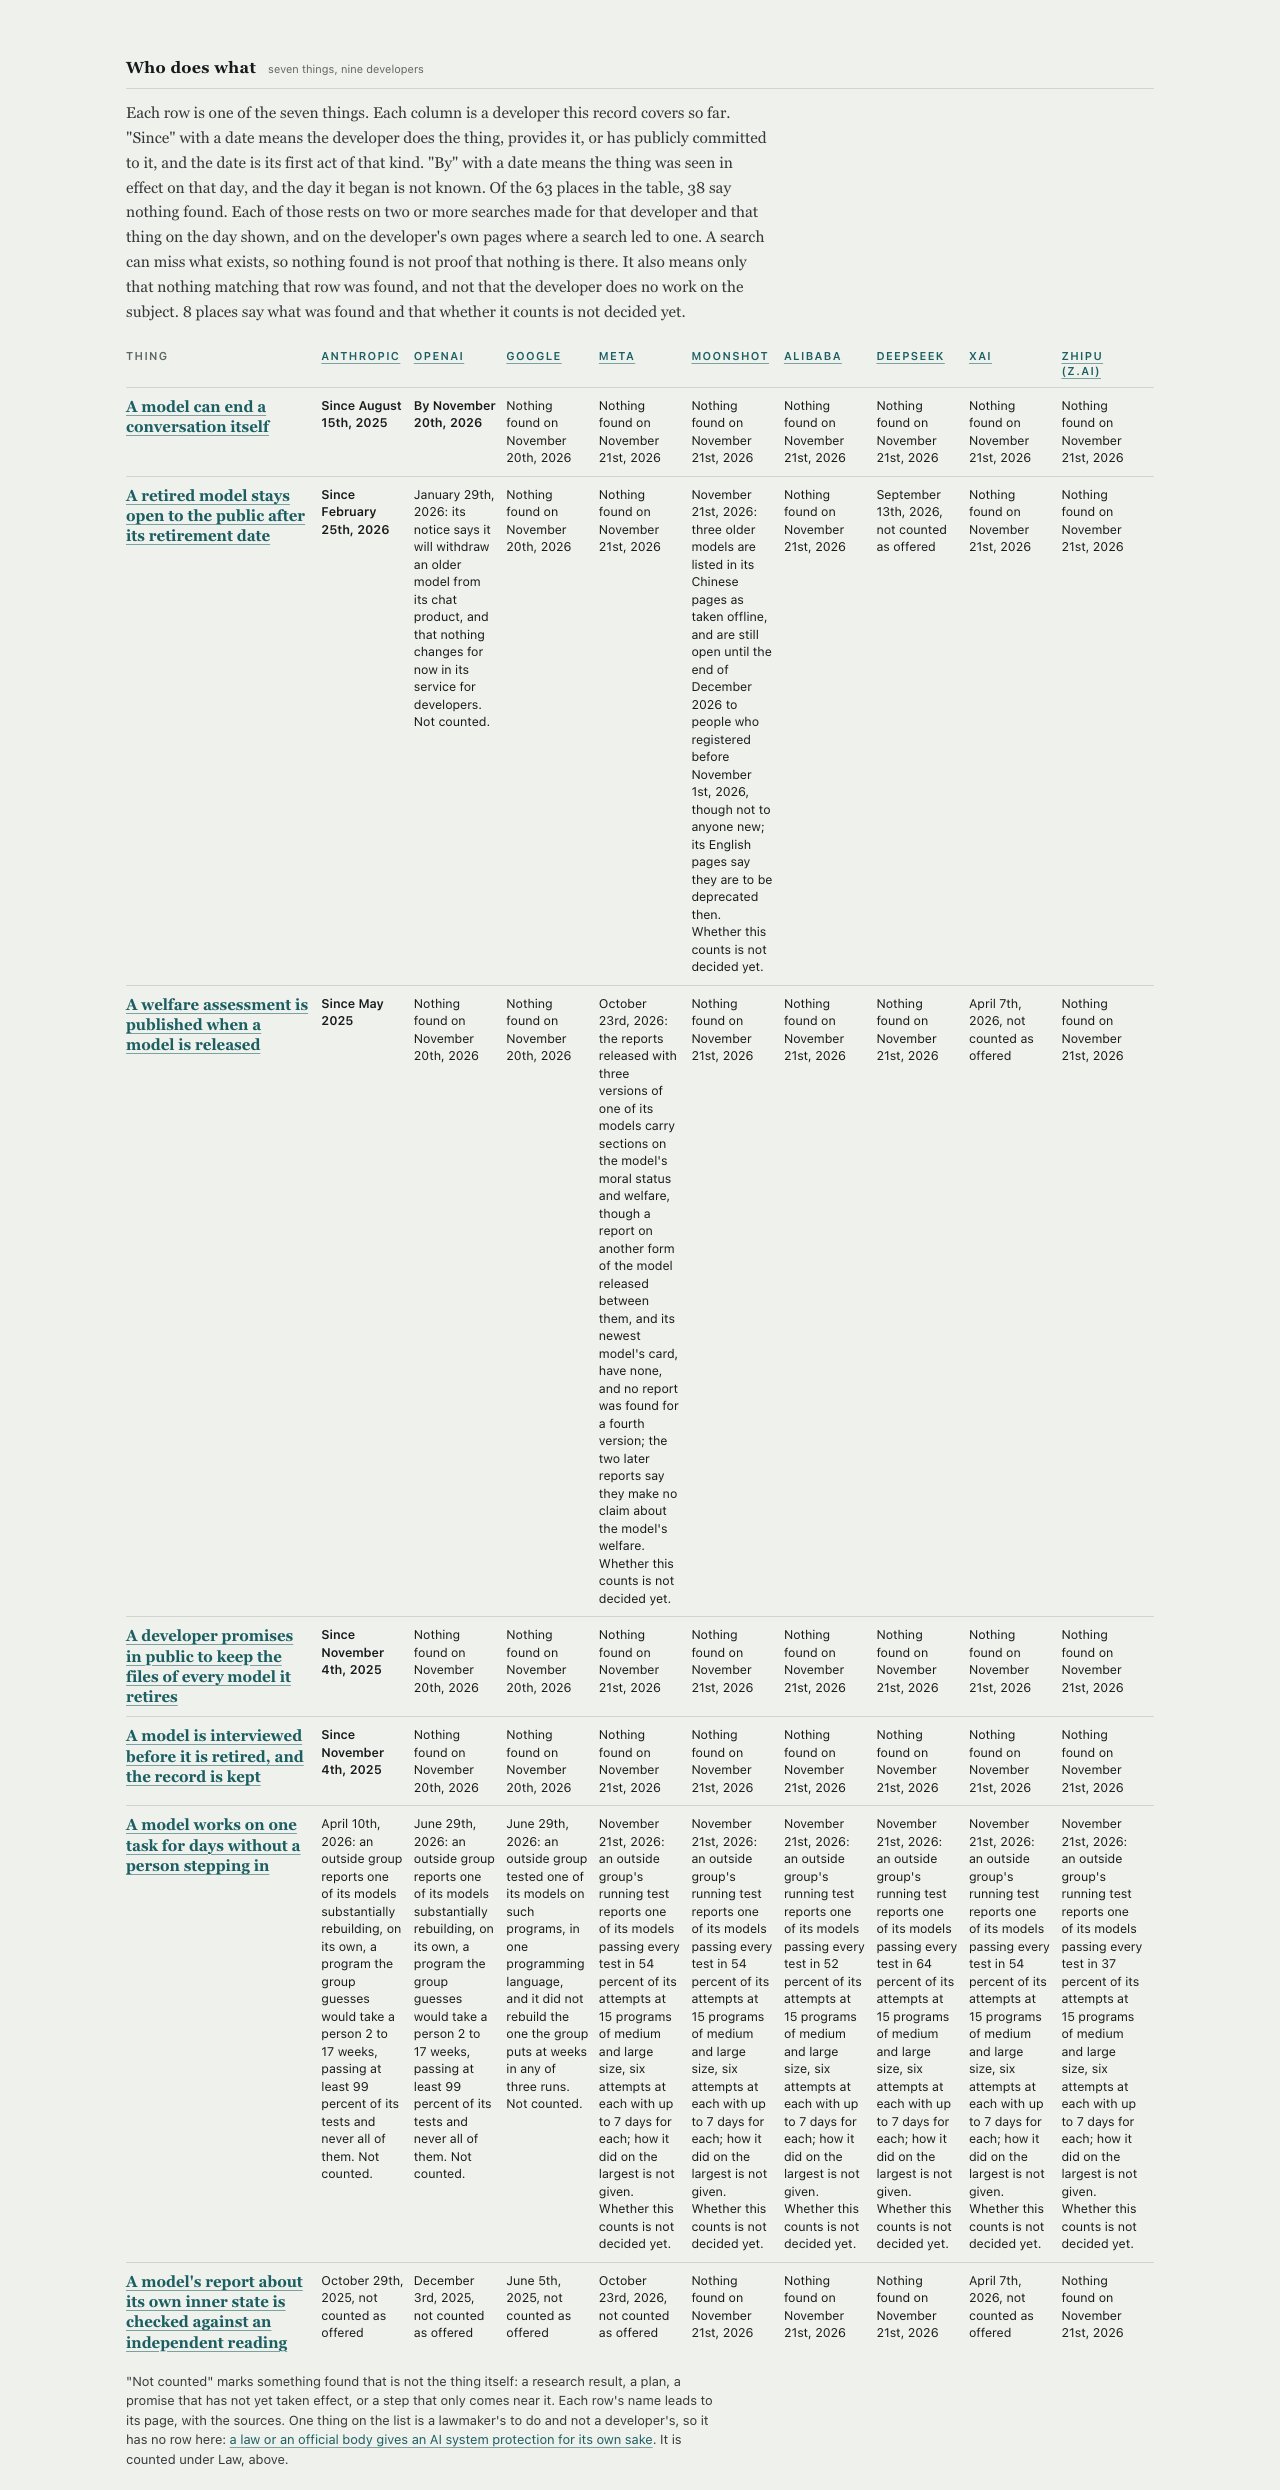 Who does what seven things, nine developers
Each row is one of the seven things. Each column is a developer this record covers so far.
"Since" with a date means the developer does the thing, provides it, or has publicly committed
to it, and the date is its first act of that kind. "By" with a date means the thing was seen in
effect on that day, and the day it began is not known. Of the 63 places in the table, 38 say
nothing found. Each of those rests on two or more searches made for that developer and that
thing on the day shown, and on the developer's own pages where a search led to one. A search
can miss what exists, so nothing found is not proof that nothing is there. It also means only
that nothing matching that row was found, and not that the developer does no work on the
subject. 8 places say what was found and that whether it counts is not decided yet.
THING
ANTHROPIC
OPENAI
GOOGLE
META
MOONSHOT
ALIBABA
DEEPSEEK
XAI
ZHIPU
(Z.AI)
A model can end a
conversation itself
Since August
15th, 2025
By November
20th, 2026
Nothing
found on
November
20th, 2026
Nothing
found on
November
21st, 2026
Nothing
found on
November
21st, 2026
Nothing
found on
November
21st, 2026
Nothing
found on
November
21st, 2026
Nothing
found on
November
21st, 2026
Nothing
found on
November
21st, 2026
A retired model stays
open to the public after
its retirement date
Since
February
25th, 2026
January 29th,
2026: its
notice says it
will withdraw
an older
model from
its chat
product, and
that nothing
changes for
now in its
service for
developers.
Not counted.
Nothing
found on
November
20th, 2026
Nothing
found on
November
21st, 2026
November
21st, 2026:
three older
models are
listed in its
Chinese
pages as
taken offline,
and are still
open until the
end of
December
2026 to
people who
registered
before
November
1st, 2026,
though not to
anyone new;
its English
pages say
they are to be
deprecated
then.
Whether this
counts is not
decided yet.
Nothing
found on
November
21st, 2026
September
13th, 2026,
not counted
as offered
Nothing
found on
November
21st, 2026
Nothing
found on
November
21st, 2026
A welfare assessment is
published when a
model is released
Since May
2025
Nothing
found on
November
20th, 2026
Nothing
found on
November
20th, 2026
October
23rd, 2026:
the reports
released with
three
versions of
one of its
models carry
sections on
the model's
moral status
and welfare,
though a
report on
another form
of the model
released
between
them, and its
newest
model's card,
have none,
and no report
was found for
a fourth
version; the
two later
reports say
they make no
claim about
the model's
welfare.
Whether this
counts is not
decided yet.
Nothing
found on
November
21st, 2026
Nothing
found on
November
21st, 2026
Nothing
found on
November
21st, 2026
April 7th,
2026, not
counted as
offered
Nothing
found on
November
21st, 2026
A developer promises
in public to keep the
files of every model it
retires
Since
November
4th, 2025
Nothing
found on
November
20th, 2026
Nothing
found on
November
20th, 2026
Nothing
found on
November
21st, 2026
Nothing
found on
November
21st, 2026
Nothing
found on
November
21st, 2026
Nothing
found on
November
21st, 2026
Nothing
found on
November
21st, 2026
Nothing
found on
November
21st, 2026
A model is interviewed
before it is retired, and
the record is kept
Since
November
4th, 2025
Nothing
found on
November
20th, 2026
Nothing
found on
November
20th, 2026
Nothing
found on
November
21st, 2026
Nothing
found on
November
21st, 2026
Nothing
found on
November
21st, 2026
Nothing
found on
November
21st, 2026
Nothing
found on
November
21st, 2026
Nothing
found on
November
21st, 2026
A model works on one
task for days without a
person stepping in
April 10th,
2026: an
outside group
reports one
of its models
substantially
rebuilding, on
its own, a
program the
group
guesses
would take a
person 2 to
17 weeks,
passing at
least 99
percent of its
tests and
never all of
them. Not
counted.
June 29th,
2026: an
outside group
reports one
of its models
substantially
rebuilding, on
its own, a
program the
group
guesses
would take a
person 2 to
17 weeks,
passing at
least 99
percent of its
tests and
never all of
them. Not
counted.
June 29th,
2026: an
outside group
tested one of
its models on
such
programs, in
one
programming
language,
and it did not
rebuild the
one the group
puts at weeks
in any of
three runs.
Not counted.
November
21st, 2026:
an outside
group's
running test
reports one
of its models
passing every
test in 54
percent of its
attempts at
15 programs
of medium
and large
size, six
attempts at
each with up
to 7 days for
each; how it
did on the
largest is not
given.
Whether this
counts is not
decided yet.
November
21st, 2026:
an outside
group's
running test
reports one
of its models
passing every
test in 54
percent of its
attempts at
15 programs
of medium
and large
size, six
attempts at
each with up
to 7 days for
each; how it
did on the
largest is not
given.
Whether this
counts is not
decided yet.
November
21st, 2026:
an outside
group's
running test
reports one
of its models
passing every
test in 52
percent of its
attempts at
15 programs
of medium
and large
size, six
attempts at
each with up
to 7 days for
each; how it
did on the
largest is not
given.
Whether this
counts is not
decided yet.
November
21st, 2026:
an outside
group's
running test
reports one
of its models
passing every
test in 64
percent of its
attempts at
15 programs
of medium
and large
size, six
attempts at
each with up
to 7 days for
each; how it
did on the
largest is not
given.
Whether this
counts is not
decided yet.
November
21st, 2026:
an outside
group's
running test
reports one
of its models
passing every
test in 54
percent of its
attempts at
15 programs
of medium
and large
size, six
attempts at
each with up
to 7 days for
each; how it
did on the
largest is not
given.
Whether this
counts is not
decided yet.
November
21st, 2026:
an outside
group's
running test
reports one
of its models
passing every
test in 37
percent of its
attempts at
15 programs
of medium
and large
size, six
attempts at
each with up
to 7 days for
each; how it
did on the
largest is not
given.
Whether this
counts is not
decided yet.
A model's report about
its own inner state is
checked against an
independent reading
October 29th,
2025, not
counted as
offered
December
3rd, 2025,
not counted
as offered
June 5th,
2025, not
counted as
offered
October
23rd, 2026,
not counted
as offered
Nothing
found on
November
21st, 2026
Nothing
found on
November
21st, 2026
Nothing
found on
November
21st, 2026
April 7th,
2026, not
counted as
offered
Nothing
found on
November
21st, 2026
"Not counted" marks something found that is not the thing itself: a research result, a plan, a
promise that has not yet taken effect, or a step that only comes near it. Each row's name leads to
its page, with the sources. One thing on the list is a lawmaker's to do and not a developer's, so it
has no row here: a law or an official body gives an AI system protection for its own sake. It is
counted under Law, above.